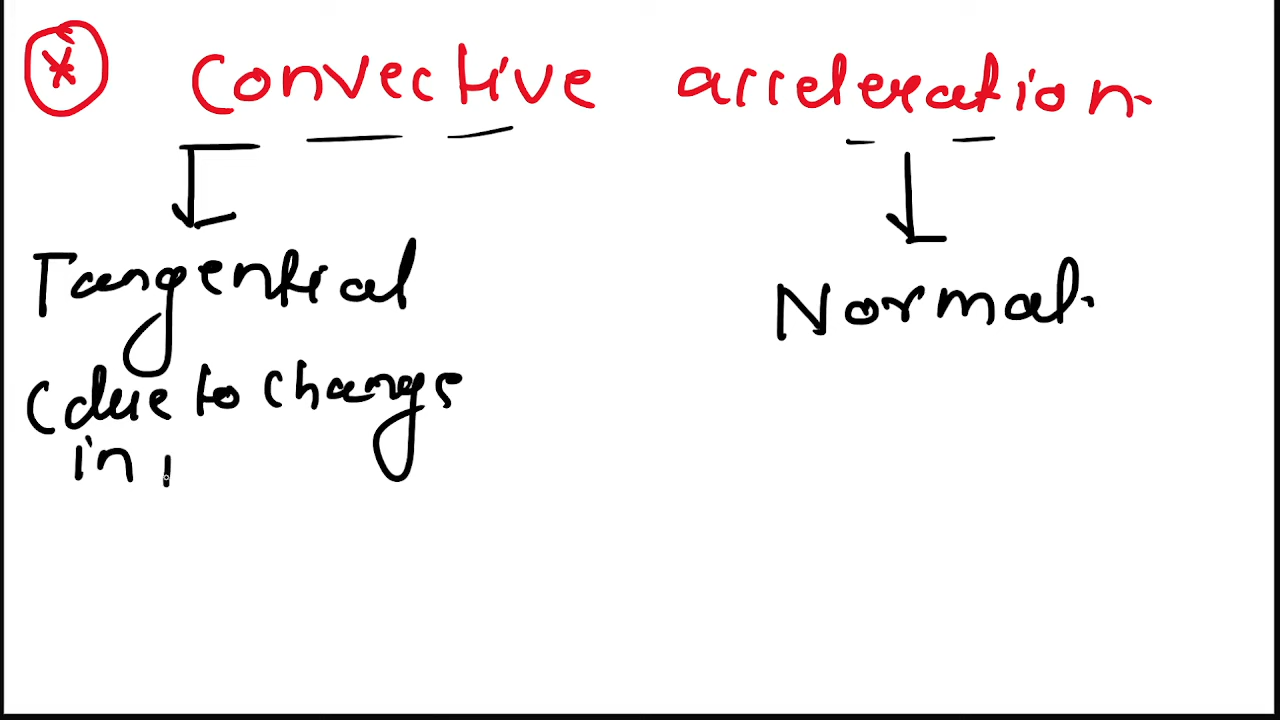 * Convective acceleration.
Tangential
Normal.
(due to change
in